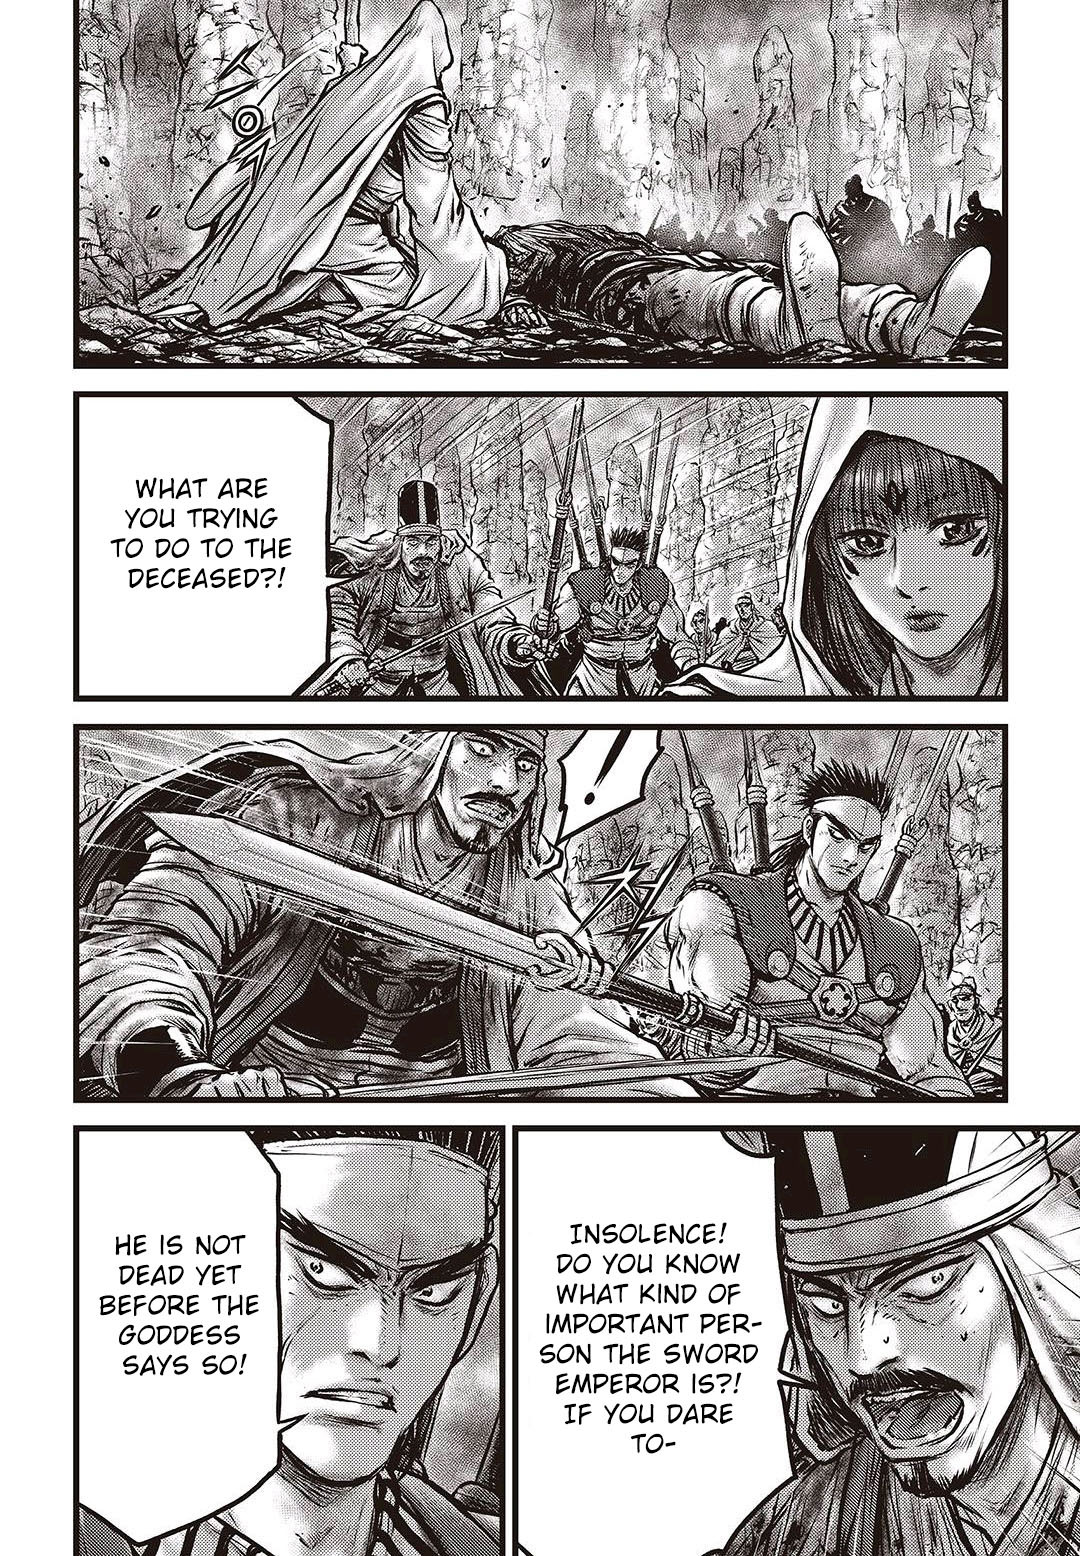 WHAT ARE
YOU TRYING
TO DO TO THE
DECEASED?!
!
INSOLENCE!
DO YOU KNOW
WHAT KIND OF
IMPORTANT PER-
SON THE SWORD
EMPEROR IS?!
IF YOU DARE
TO-
HE IS NOT
DEAD YET
BEFORE THE
GODDESS
SAYS SO!